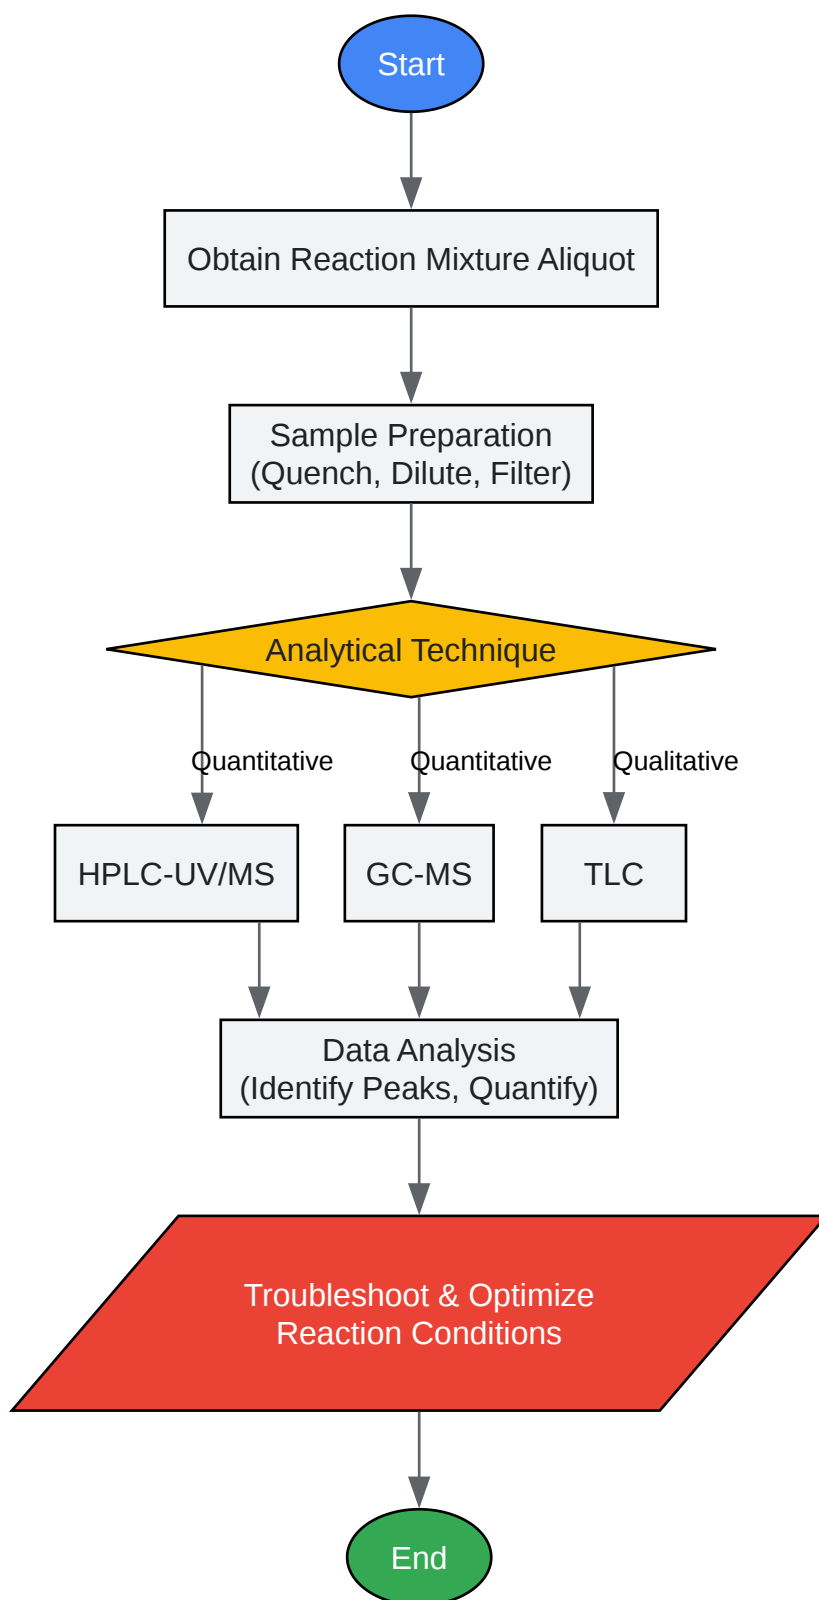 Start
Obtain Reaction Mixture Aliquot
Sample Preparation
(Quench, Dilute, Filter)
Analytical Technique
Quantitative
Quantitative
Qualitative
HPLC-UV/MS
GC-MS
TLC
Data Analysis
(Identify Peaks, Quantify)
Troubleshoot & Optimize
Reaction Conditions
End